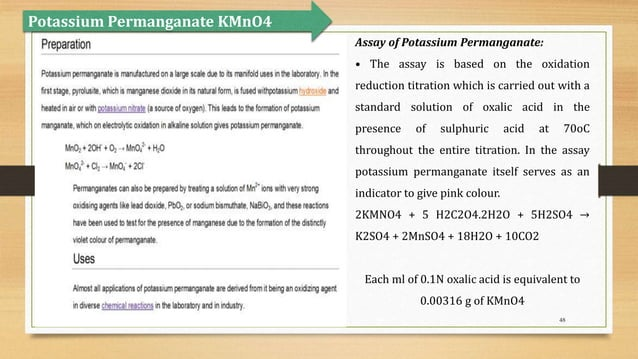 Potassium Permanganate KMnO4
Preparation
Potassium permanganate is manufactured on a large scale due to its manifold uses in the laboratory. In the
first stage, pyrolusite, which is manganese dioxide in its natural form, is fused withpotassium hydroxide and
heated in air or with potassium nitrate (a source of oxygen). This leads to the formation of potassium
manganate, which on electrolytic oxidation in alkaline solution gives potassium permanganate.
MnO₂ + 2OH⁻ + O₂ → MnO₄²⁻ + H₂O
MnO₄²⁻ + Cl₂ → MnO₄⁻ + 2Cl⁻
Permanganates can also be prepared by treating a solution of Mn²⁺ ions with very strong
oxidising agents like lead dioxide, PbO₂, or sodium bismuthate, NaBiO₃, and these reactions
have been used to test for the presence of manganese due to the formation of the distinctly
violet colour of permanganate.
Uses
Almost all applications of potassium permanganate are derived from it being an oxidizing agent
in diverse chemical reactions in the laboratory and in industry.
Assay of Potassium Permanganate:
• The assay is based on the oxidation
reduction titration which is carried out with a
standard solution of oxalic acid in the
presence of sulphuric acid at 70oC
throughout the entire titration. In the assay
potassium permanganate itself serves as an
indicator to give pink colour.
2KMNO4 + 5 H2C2O4.2H2O + 5H2SO4 →
K2SO4 + 2MnSO4 + 18H2O + 10CO2
Each ml of 0.1N oxalic acid is equivalent to
0.00316 g of KMnO4
48